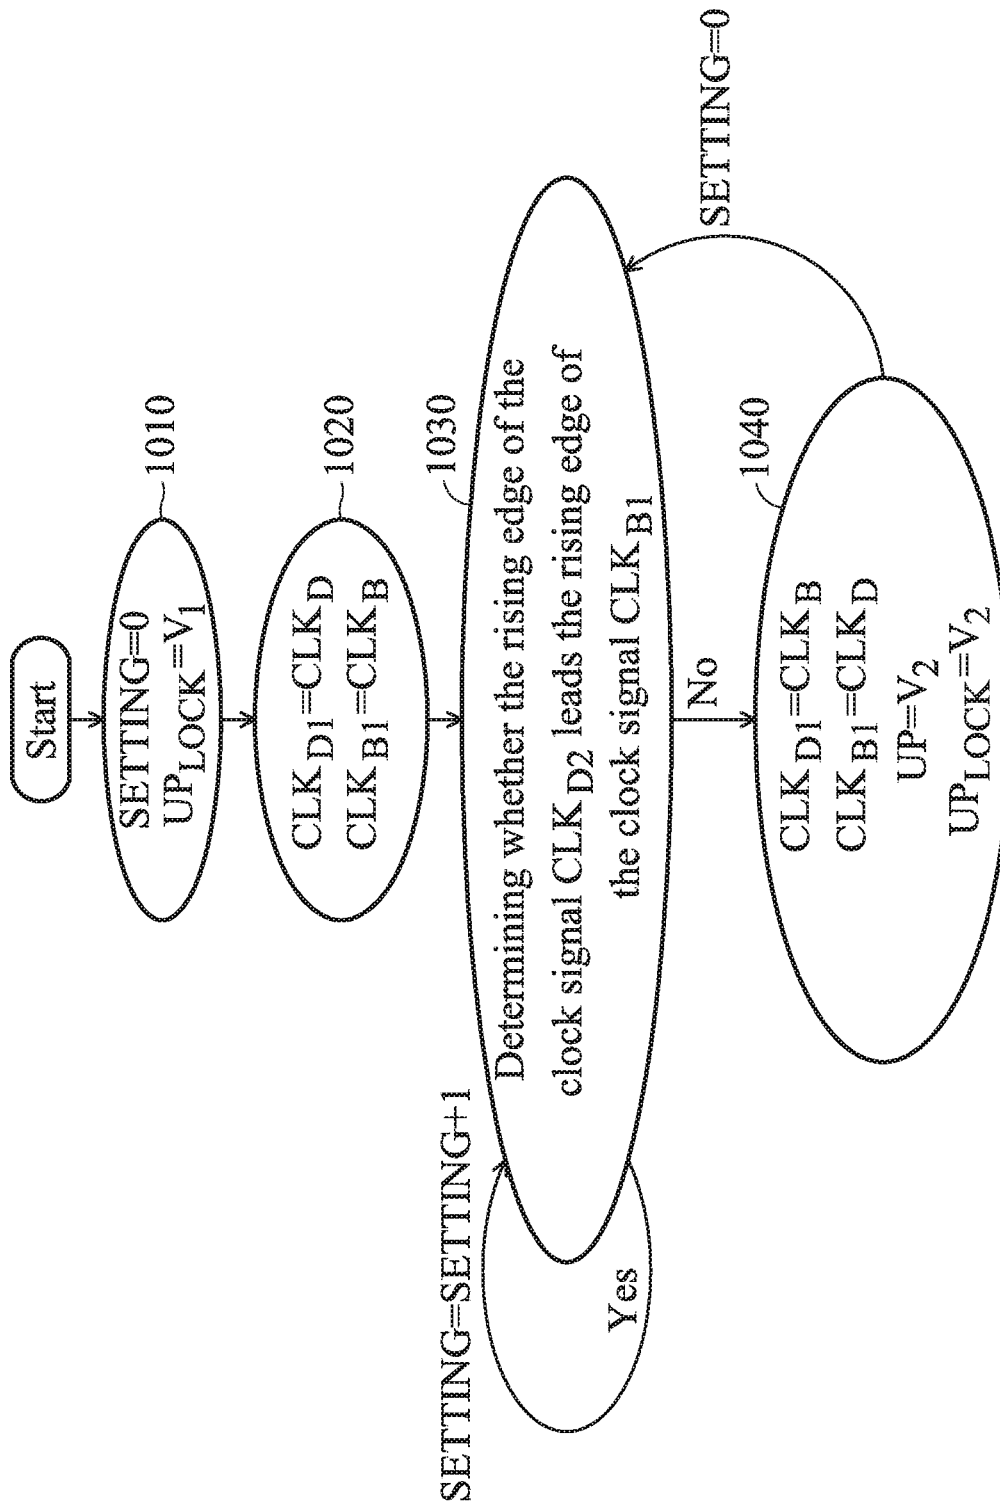 Start
SETTING=0
UP_LOCK=V_1
1010
CLK_D1=CLK_D
CLK_B1=CLK_B
1020
SETTING=SETTING+1
Determining whether the rising edge of the
clock signal CLK_D2 leads the rising edge of
the clock signal CLK_B1
1030
Yes
No
SETTING=0
CLK_D1=CLK_B
CLK_B1=CLK_D
UP=V_2
UP_LOCK=V_2
1040